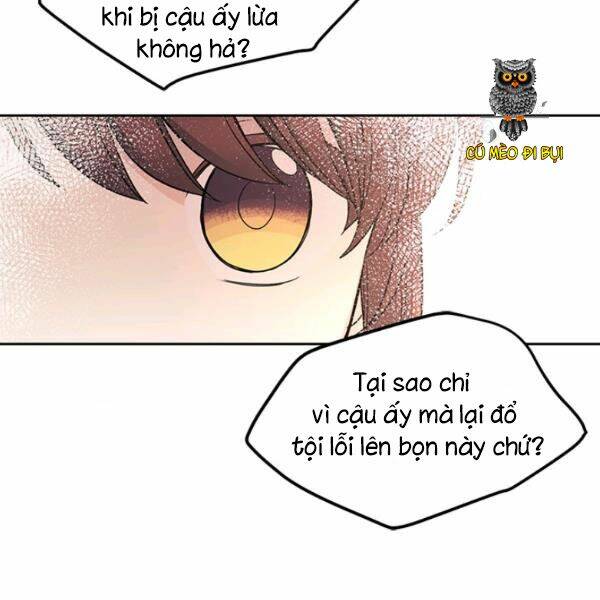 khi bị cậu ấy lừa
không hả?
CÚ MÈO ĐI BỤI
Tại sao chỉ
vì cậu ấy mà lại đổ
tội lỗi lên bọn này chứ?